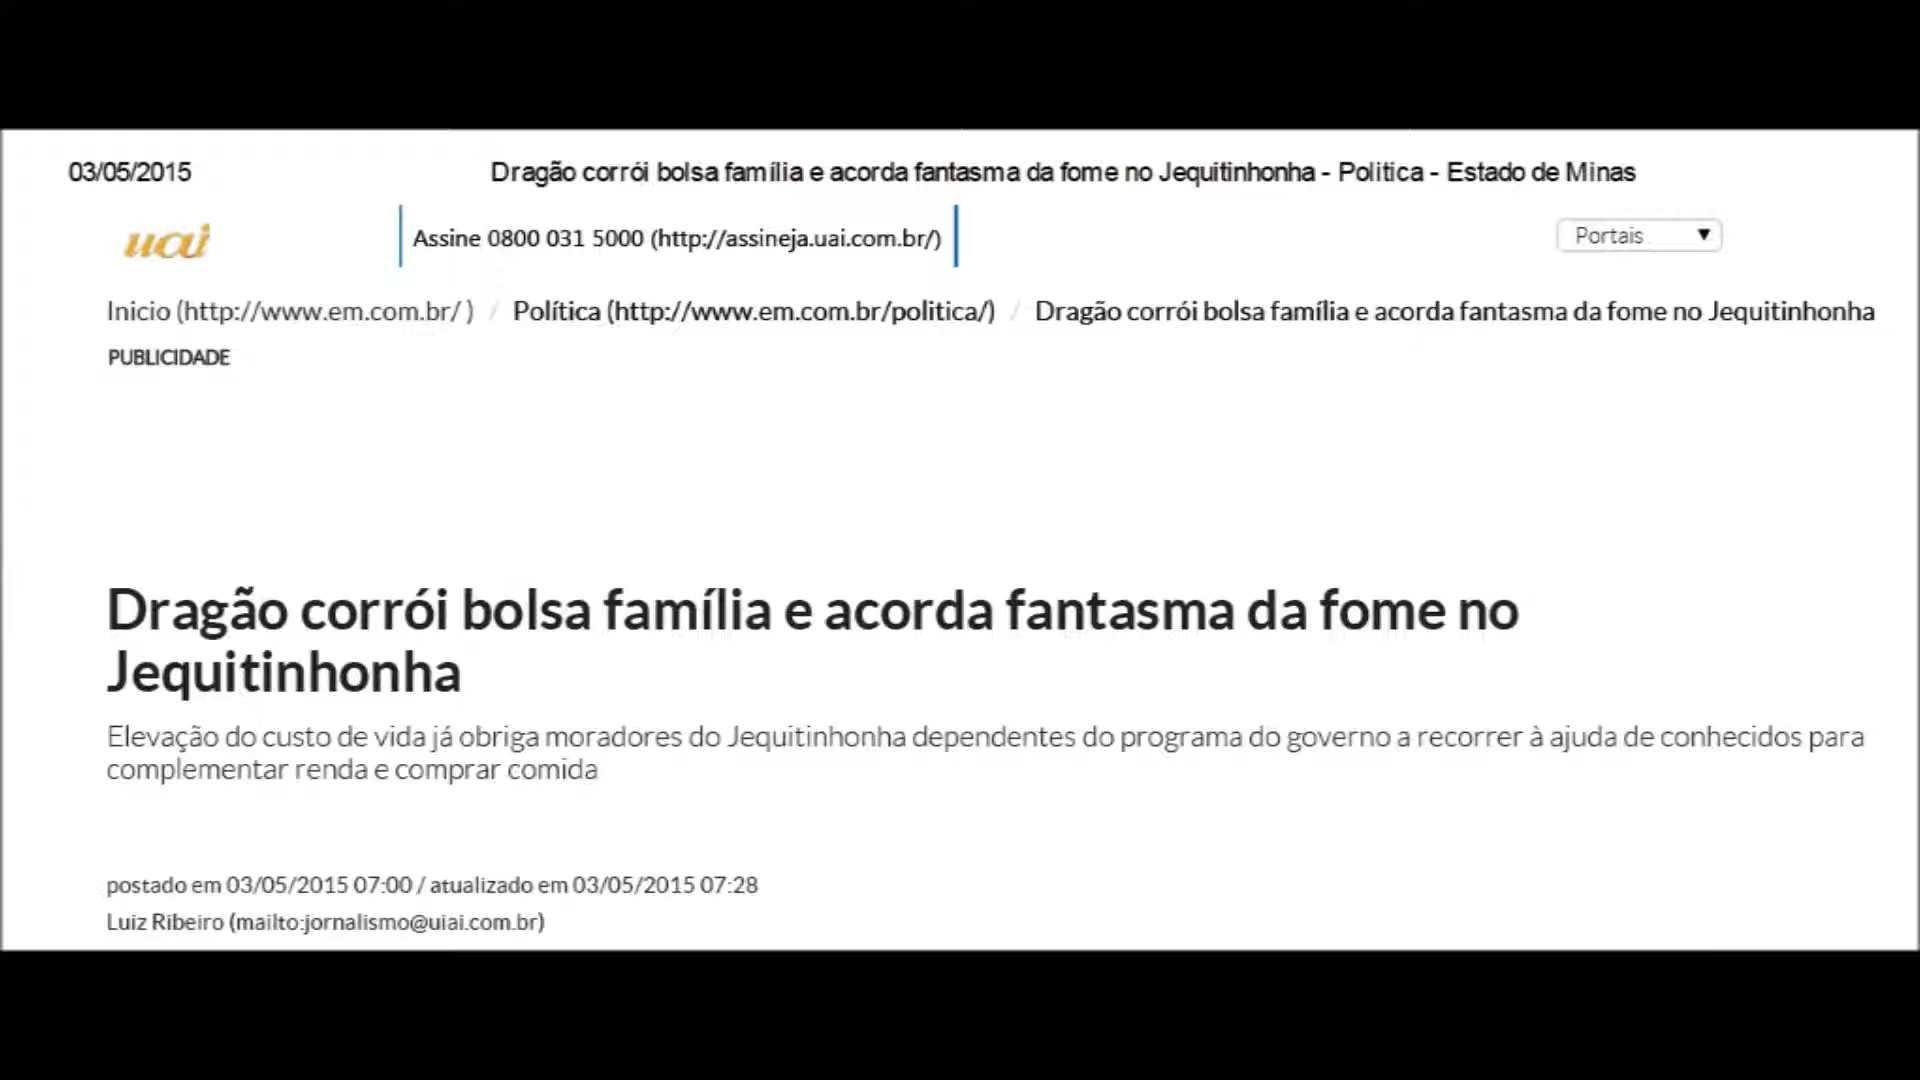 03/05/2015 Dragão corrói bolsa família e acorda fantasma da fome no Jequitinhonha - Politica - Estado de Minas
uai Assine 0800 031 5000 (http://assineja.uai.com.br/) Portais ▼
Inicio (http://www.em.com.br/ ) / Política (http://www.em.com.br/politica/) / Dragão corrói bolsa família e acorda fantasma da fome no Jequitinhonha
PUBLICIDADE
Dragão corrói bolsa família e acorda fantasma da fome no
Jequitinhonha
Elevação do custo de vida já obriga moradores do Jequitinhonha dependentes do programa do governo a recorrer à ajuda de conhecidos para
complementar renda e comprar comida
postado em 03/05/2015 07:00 / atualizado em 03/05/2015 07:28
Luiz Ribeiro (mailto:jornalismo@uiai.com.br)